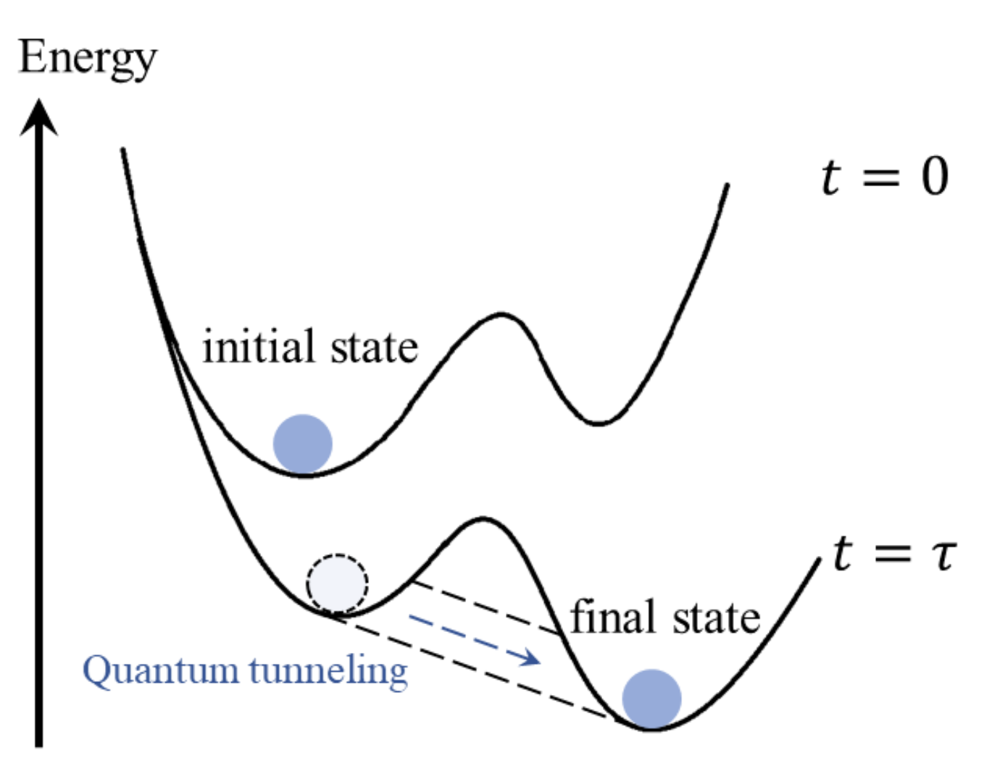 Energy
t = 0
initial state
t = τ
final state
Quantum tunneling